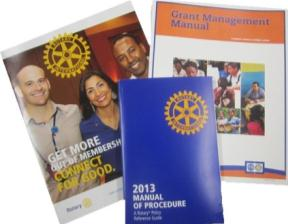 GET MORE
OUT OF MEMBERSHIP
CONNECT
FOR GOOD.
Rotary
Grant Management
Manual
2013
MANUAL
OF PROCEDURE
A Rotary Policy
Reference Guide